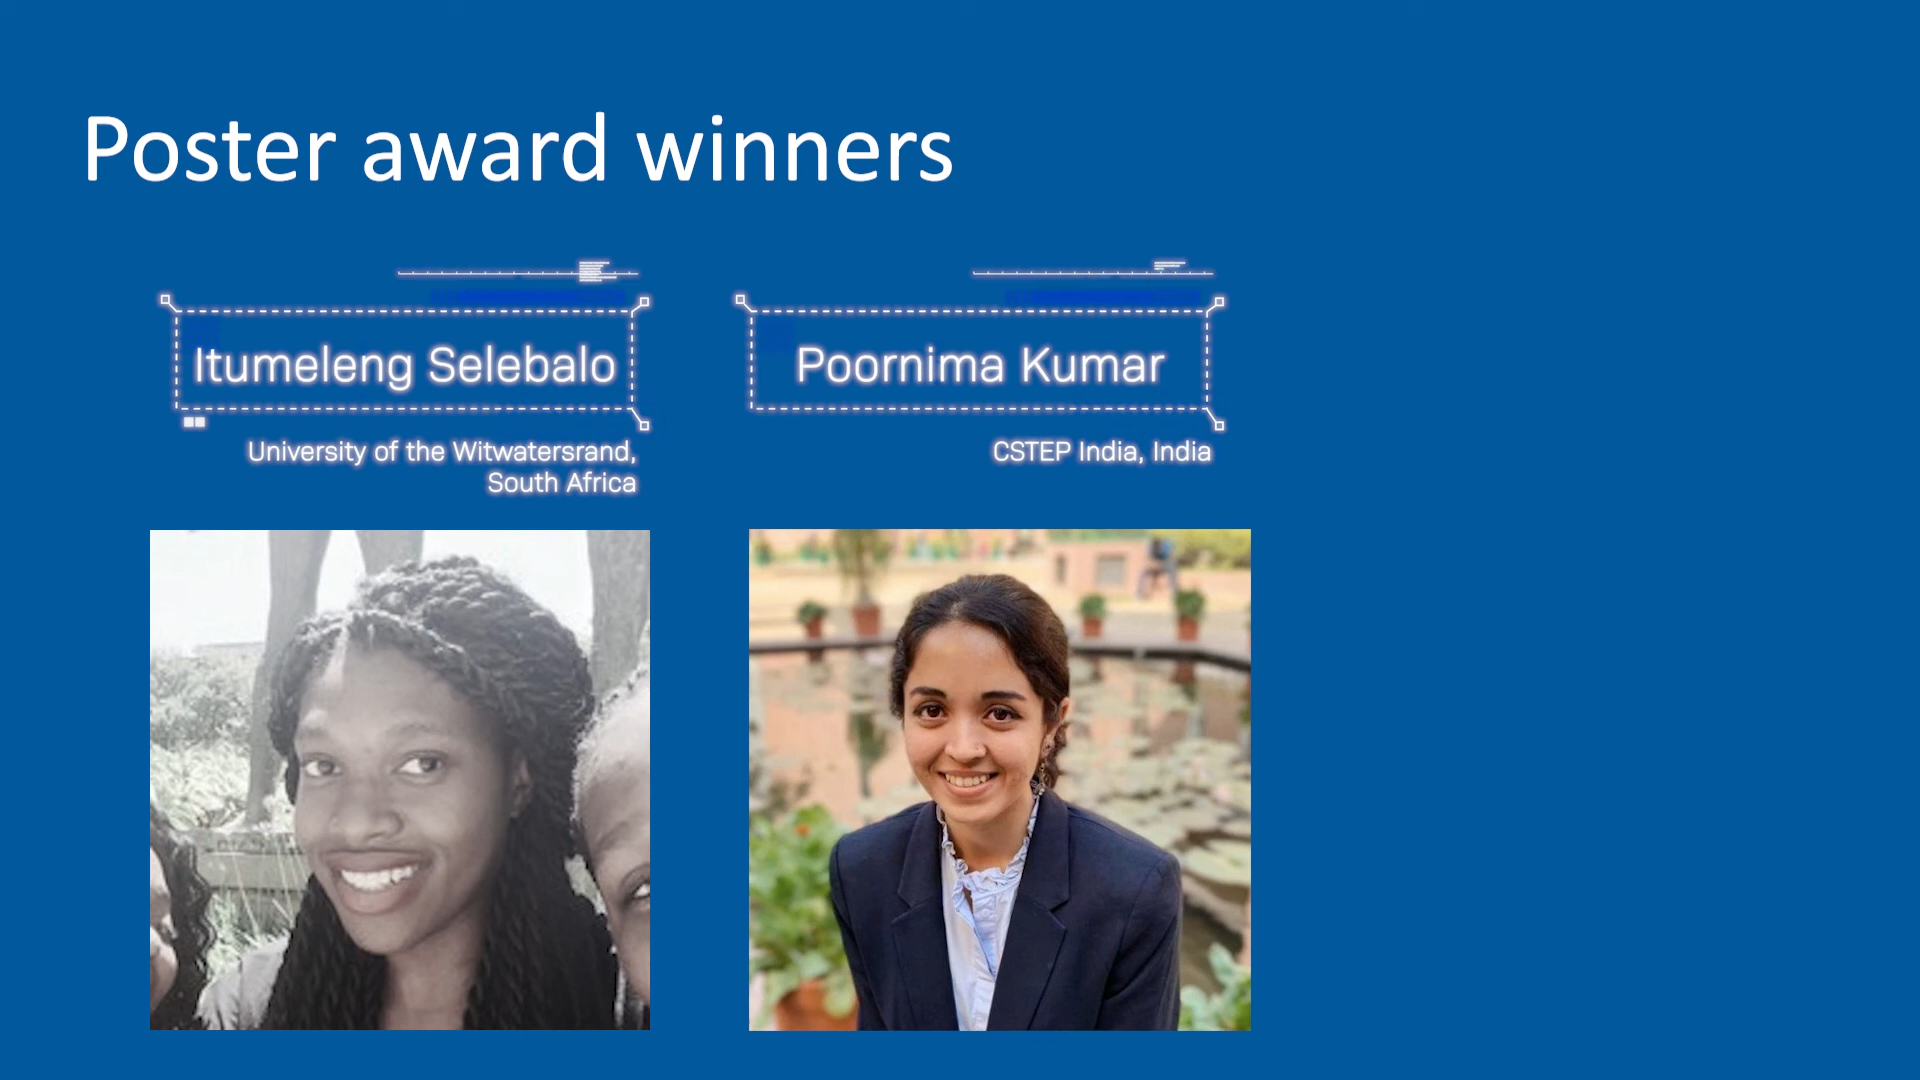 Poster award winners
Itumeleng Selebalo
University of the Witwatersrand,
South Africa
Poornima Kumar
CSTEP India, India